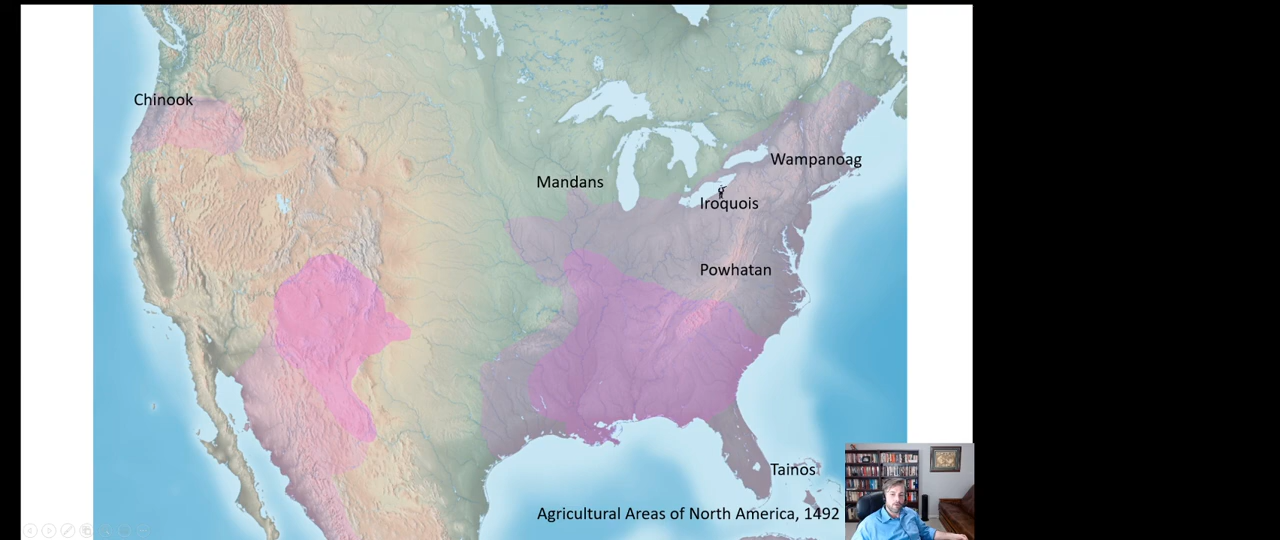 Chinook
Wampanoag
Mandans
Iroquois
Powhatan
Tainos
Agricultural Areas of North America, 1492